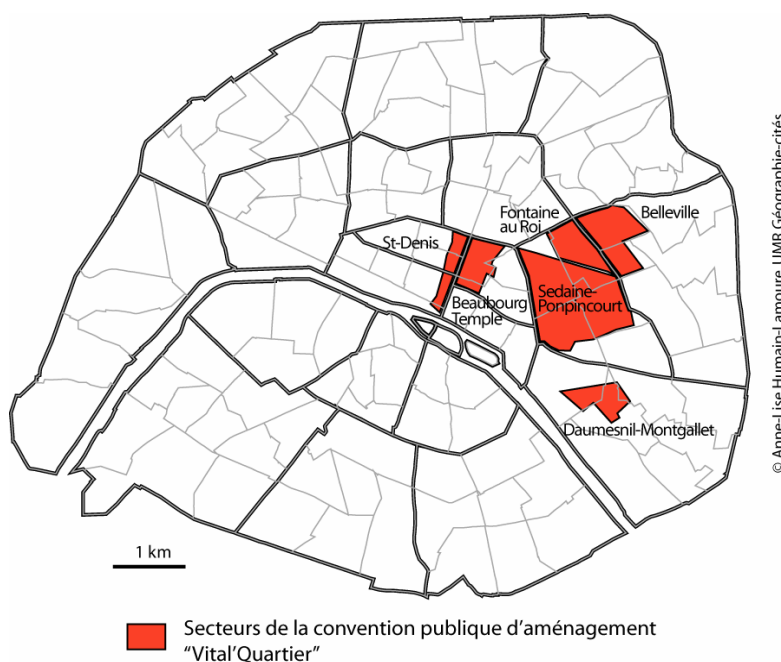 Fontaine
au Roi
Belleville
St-Denis
Beaubourg
Temple
Sedaine-
Ponpincourt
Daumesnil-Montgallet
1 km
Secteurs de la convention publique d'aménagement
"Vital'Quartier"
© Anne-Lise Humain-Lamoure, UMR Géographie-cités